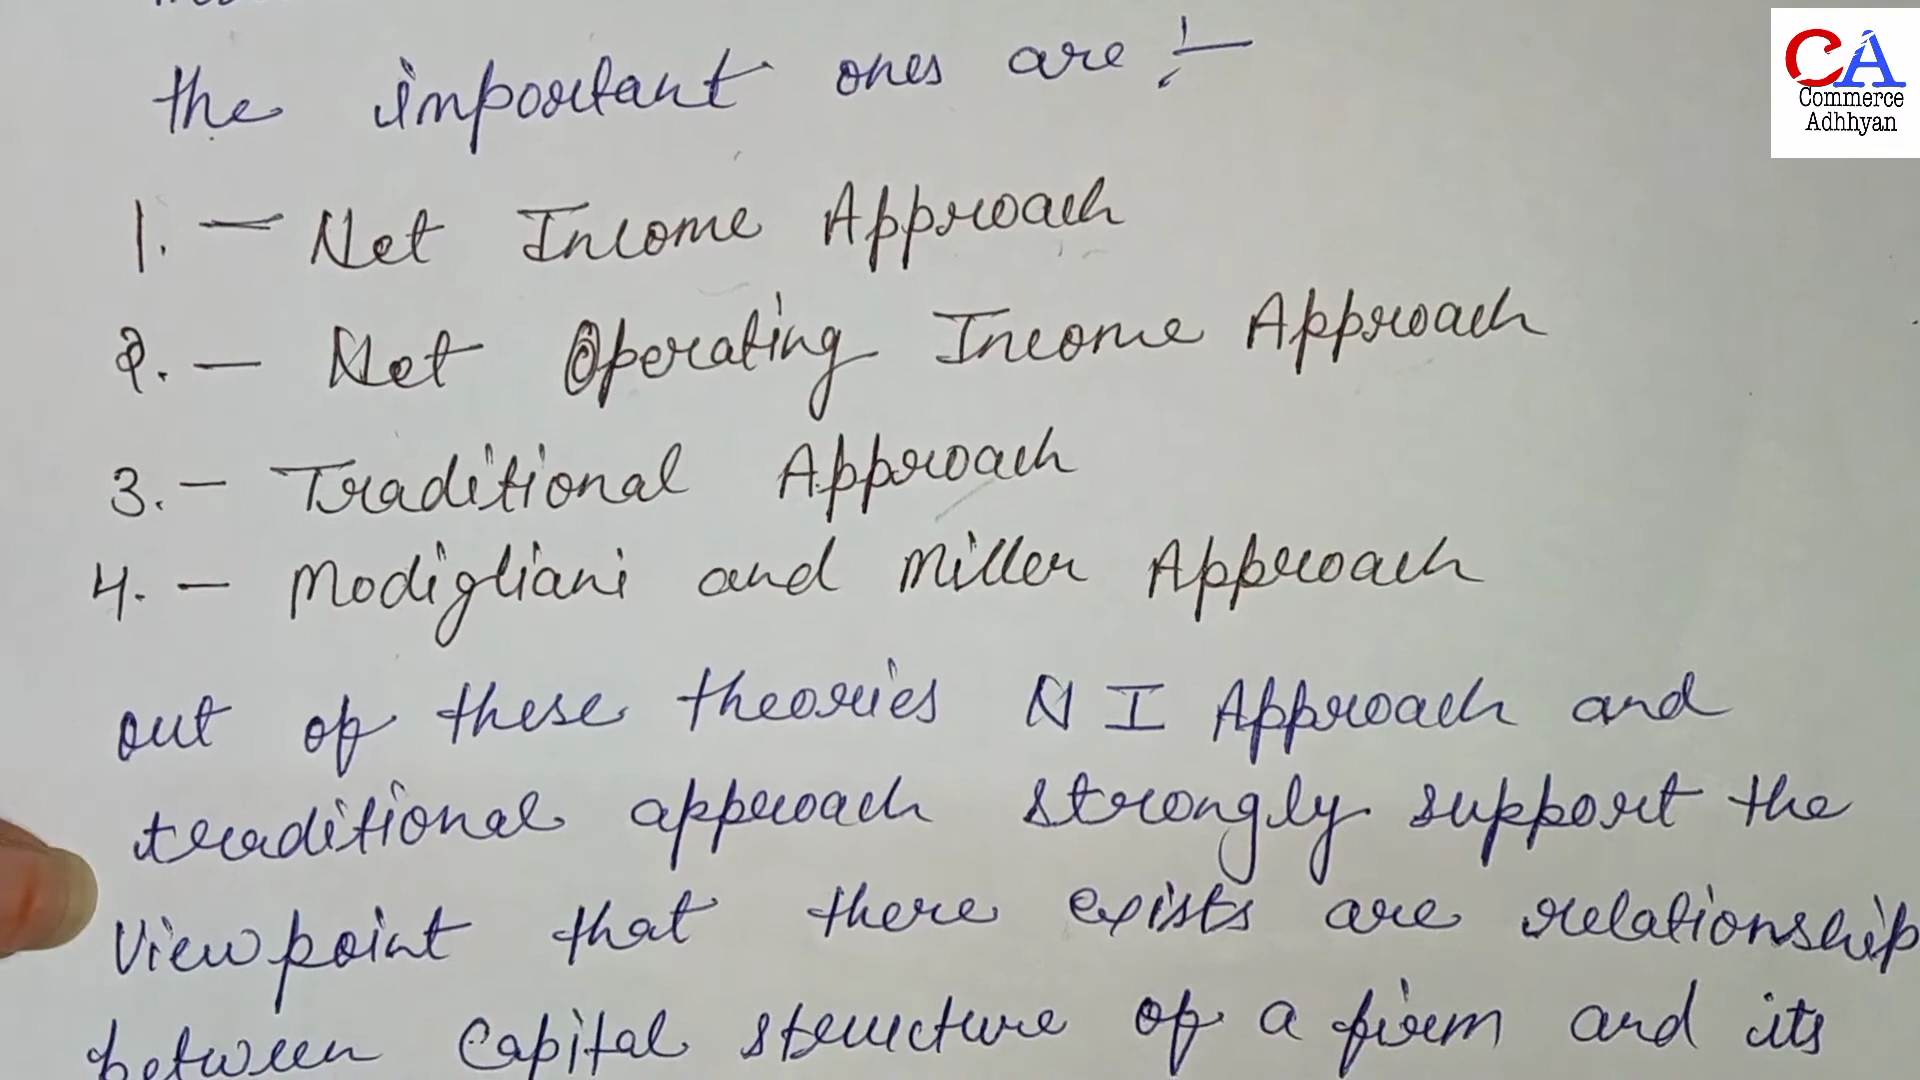 the important ones are :-
CA
Commerce
Adhhyan
1. - Net Income Approach
2. - Net Operating Income Approach
3. - Traditional Approach
4. - Modigliani and Miller Approach
out of these theories N I Approach and
traditional approach strongly support the
Viewpoint that there exists are relationship
between Capital structure of a firm and its